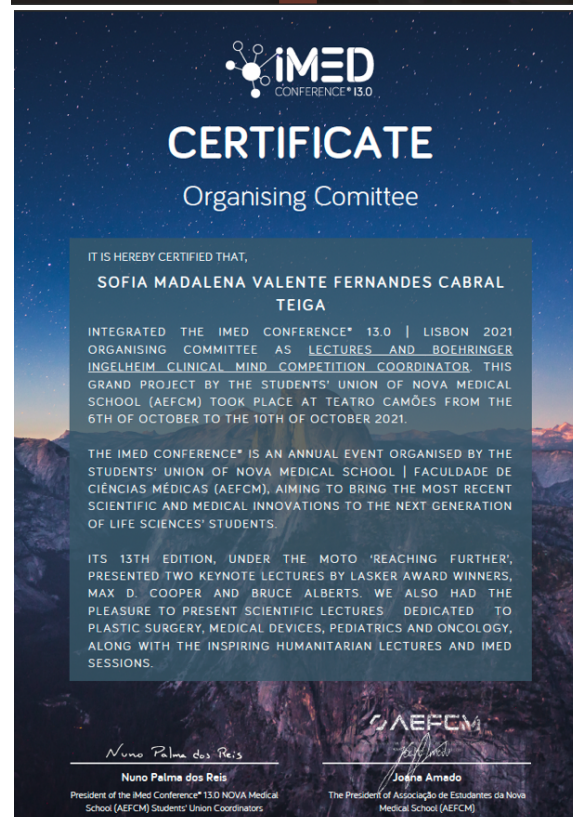 iMED
CONFERENCE® 13.0
CERTIFICATE
Organising Comittee
IT IS HEREBY CERTIFIED THAT,
SOFIA MADALENA VALENTE FERNANDES CABRAL
TEIGA
INTEGRATED THE IMED CONFERENCE® 13.0 | LISBON 2021
ORGANISING COMMITTEE AS LECTURES AND BOEHRINGER
INGELHEIM CLINICAL MIND COMPETITION COORDINATOR. THIS
GRAND PROJECT BY THE STUDENTS' UNION OF NOVA MEDICAL
SCHOOL (AEFCM) TOOK PLACE AT TEATRO CAMÕES FROM THE
6TH OF OCTOBER TO THE 10TH OF OCTOBER 2021.
THE IMED CONFERENCE® IS AN ANNUAL EVENT ORGANISED BY THE
STUDENTS' UNION OF NOVA MEDICAL SCHOOL | FACULDADE DE
CIÊNCIAS MÉDICAS (AEFCM), AIMING TO BRING THE MOST RECENT
SCIENTIFIC AND MEDICAL INNOVATIONS TO THE NEXT GENERATION
OF LIFE SCIENCES' STUDENTS.
ITS 13TH EDITION, UNDER THE MOTO 'REACHING FURTHER',
PRESENTED TWO KEYNOTE LECTURES BY LASKER AWARD WINNERS,
MAX D. COOPER AND BRUCE ALBERTS. WE ALSO HAD THE
PLEASURE TO PRESENT SCIENTIFIC LECTURES DEDICATED TO
PLASTIC SURGERY, MEDICAL DEVICES, PEDIATRICS AND ONCOLOGY,
ALONG WITH THE INSPIRING HUMANITARIAN LECTURES AND IMED
SESSIONS.
AEFCM
Nuno Palma dos Reis
Nuno Palma dos Reis
Joana Amado
President of the iMed Conference® 13.0 NOVA Medical
School (AEFCM) Students' Union Coordinators
The President of Associação de Estudantes da Nova
Medical School (AEFCM)